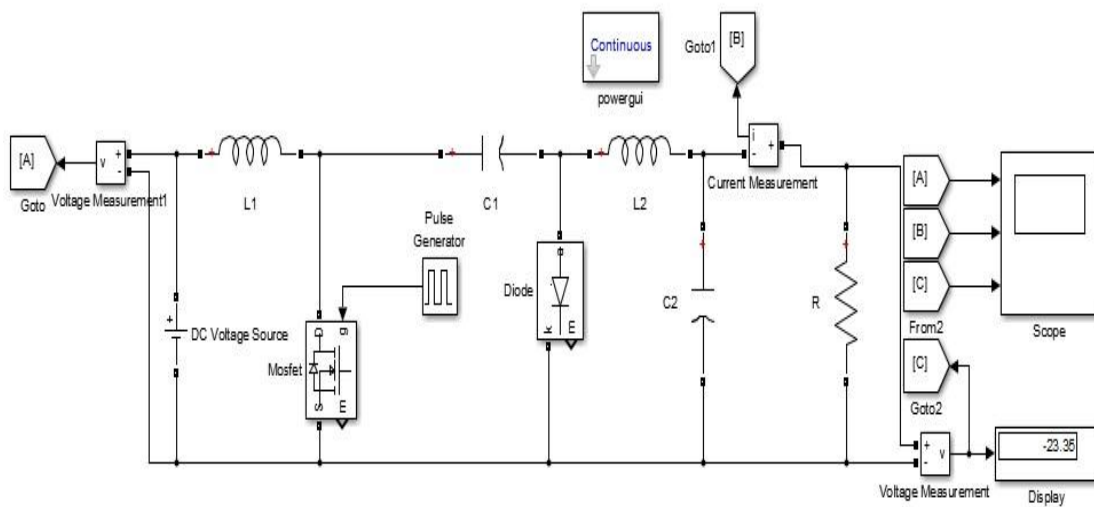 Continuous
powergui
Goto1
[B]
[A]
Goto
v
+
-
Voltage Measurement1
+
L1
+
C1
+
L2
i
-
+
Current Measurement
[A]
[B]
[C]
From2
Scope
Pulse
Generator
+
DC Voltage Source
Mosfet
D
g
S
m
Diode
a
k
m
+
C2
+
R
[C]
Goto2
+
-
v
Voltage Measurement
-23.35
Display